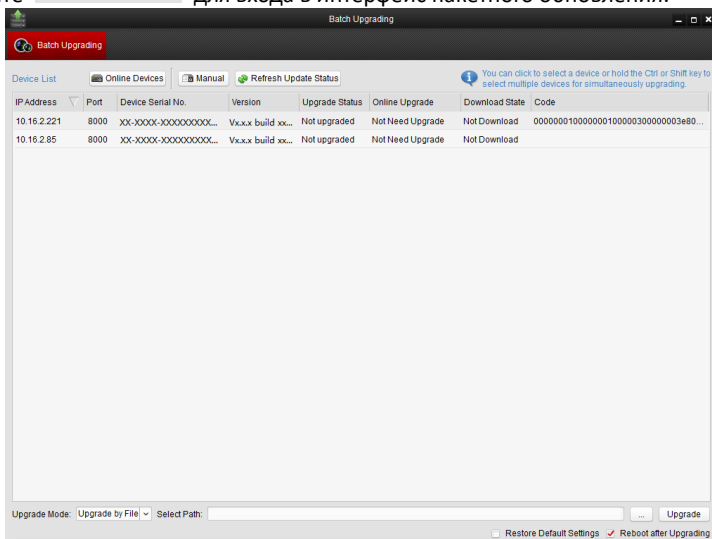 для входа в интерфейс пакетного обновления.
Batch Upgrading
Batch Upgrading
Device List Online Devices Manual Refresh Update Status You can click to select a device or hold the Ctrl or Shift key to
select multiple devices for simultaneously upgrading.
IP Address Port Device Serial No. Version Upgrade Status Online Upgrade Download State Code
10.16.2.221 8000 XX-XXXX-XXXXXXXXX... Vx.x.x build xx... Not upgraded Not Need Upgrade Not Download 0000000100000001000003000000003e80...
10.16.2.85 8000 XX-XXXX-XXXXXXXXX... Vx.x.x build xx... Not upgraded Not Need Upgrade Not Download
Upgrade Mode: Upgrade by File Select Path: ... Upgrade
Restore Default Settings Reboot after Upgrading